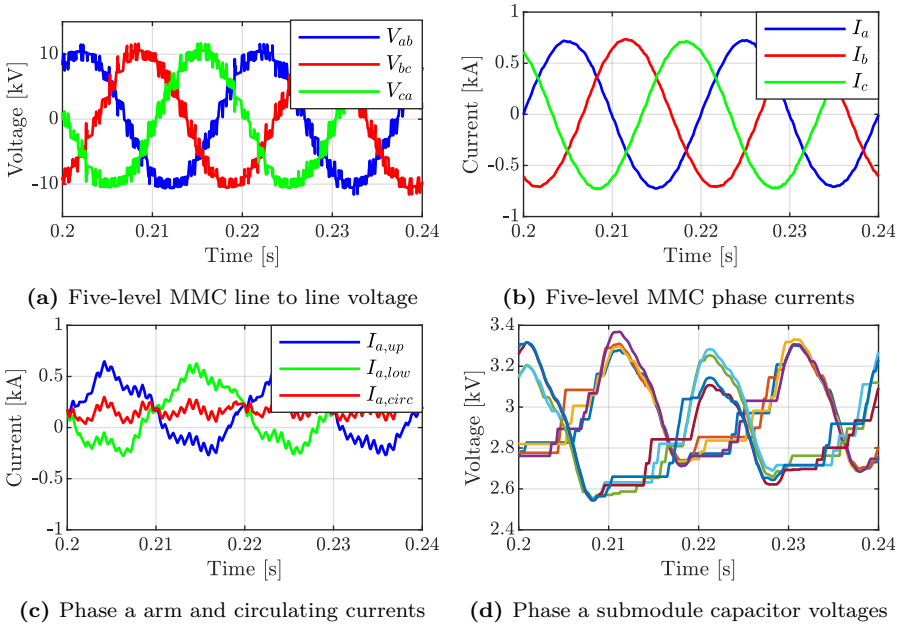 10
0
-10
Voltage [kV]
V_ab
V_bc
V_ca
0.2 0.21 0.22 0.23 0.24
Time [s]
(a) Five-level MMC line to line voltage
1
0.5
0
-0.5
-1
Current [kA]
I_a
I_b
I_c
0.2 0.21 0.22 0.23 0.24
Time [s]
(b) Five-level MMC phase currents
1
0.5
0
-0.5
-1
Current [kA]
I_a,up
I_a,low
I_a,circ
0.2 0.21 0.22 0.23 0.24
Time [s]
(c) Phase a arm and circulating currents
3.4
3.2
3
2.8
2.6
2.4
Voltage [kV]
0.2 0.21 0.22 0.23 0.24
Time [s]
(d) Phase a submodule capacitor voltages